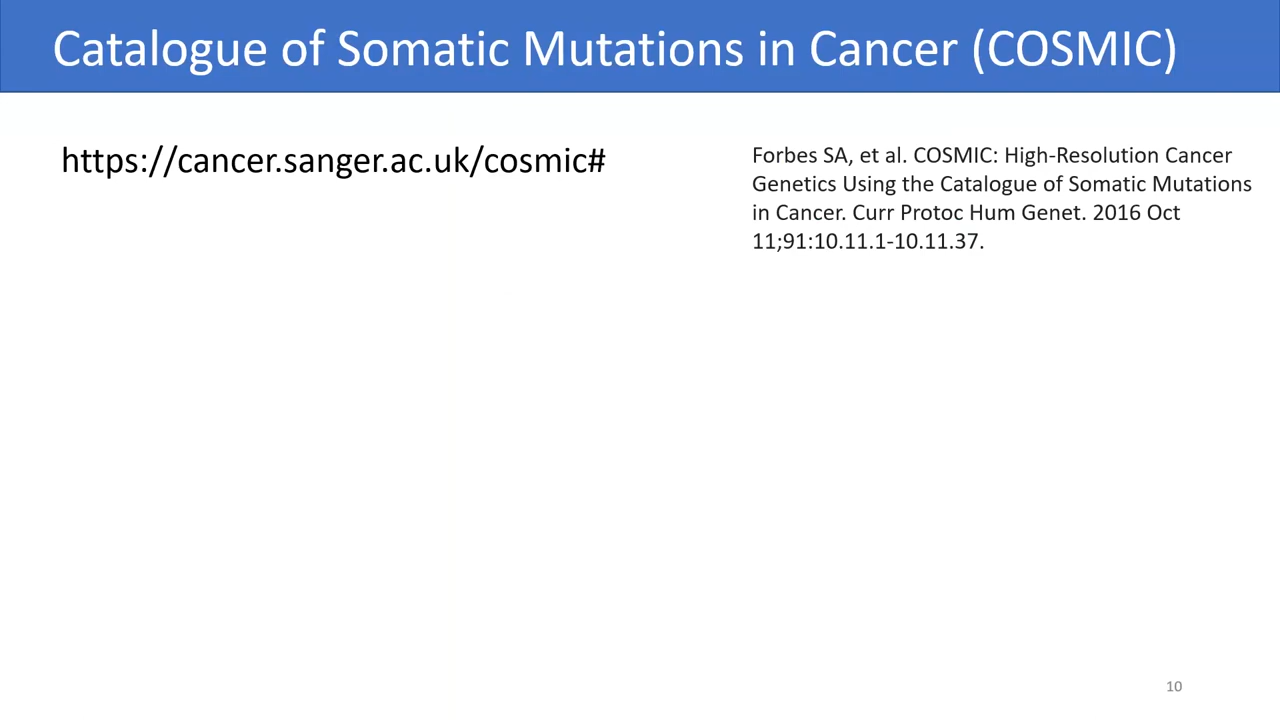 Catalogue of Somatic Mutations in Cancer (COSMIC)
https://cancer.sanger.ac.uk/cosmic#
Forbes SA, et al. COSMIC: High-Resolution Cancer
Genetics Using the Catalogue of Somatic Mutations
in Cancer. Curr Protoc Hum Genet. 2016 Oct
11;91:10.11.1-10.11.37.
10